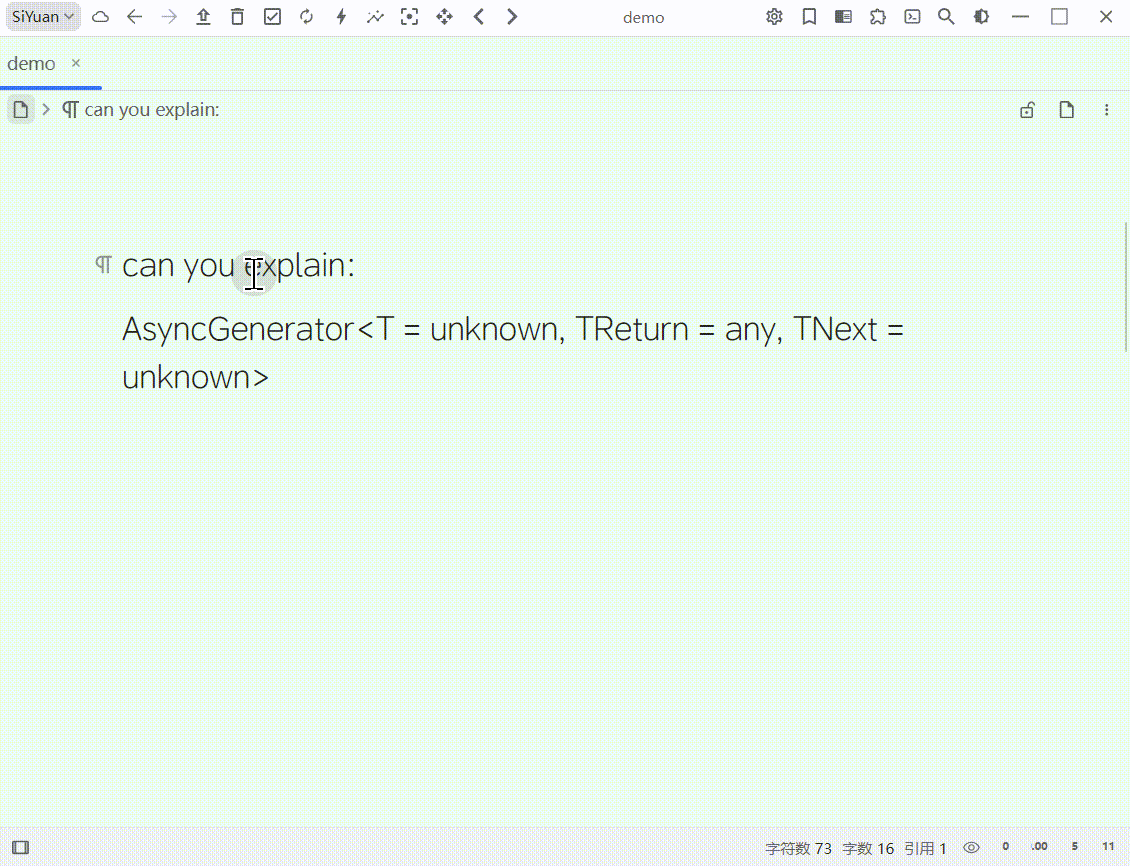 SiYuan
demo
demo
can you explain:
can you explain:
AsyncGenerator<T = unknown, TReturn = any, TNext =
unknown>
字符数 73 字数 16 引用 1 0 .00 5 11